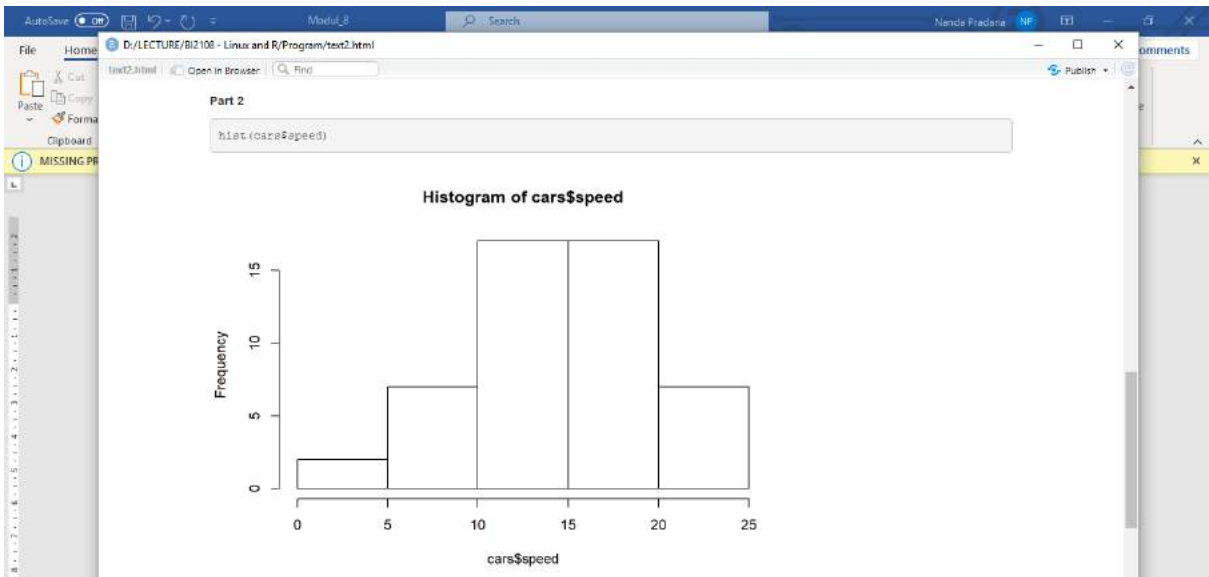 AutoSave Off Modul_8 Search Nanda Pradana NP
File Home omments
D:/LECTURE/BI2108 - Linux and R/Program/text2.html
text2.html Open in Browser Find Publish
Cut
Copy
Paste
Forma
Clipboard
MISSING PR
Part 2
hist(cars$speed)
Histogram of cars$speed
Frequency
15
10
5
0
0 5 10 15 20 25
cars$speed